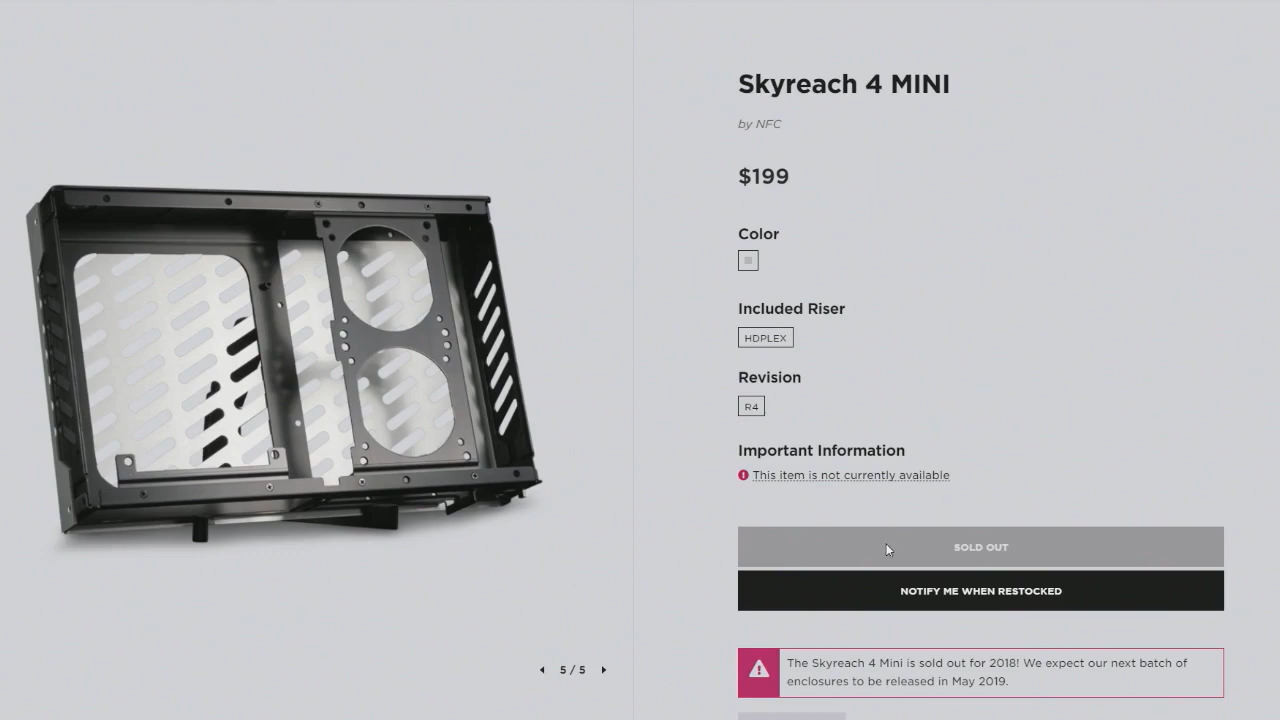 Skyreach 4 MINI
by NFC
$199
Color
Included Riser
HDPLEX
Revision
R4
Important Information
This item is not currently available
SOLD OUT
NOTIFY ME WHEN RESTOCKED
The Skyreach 4 Mini is sold out for 2018! We expect our next batch of
enclosures to be released in May 2019.
5 / 5